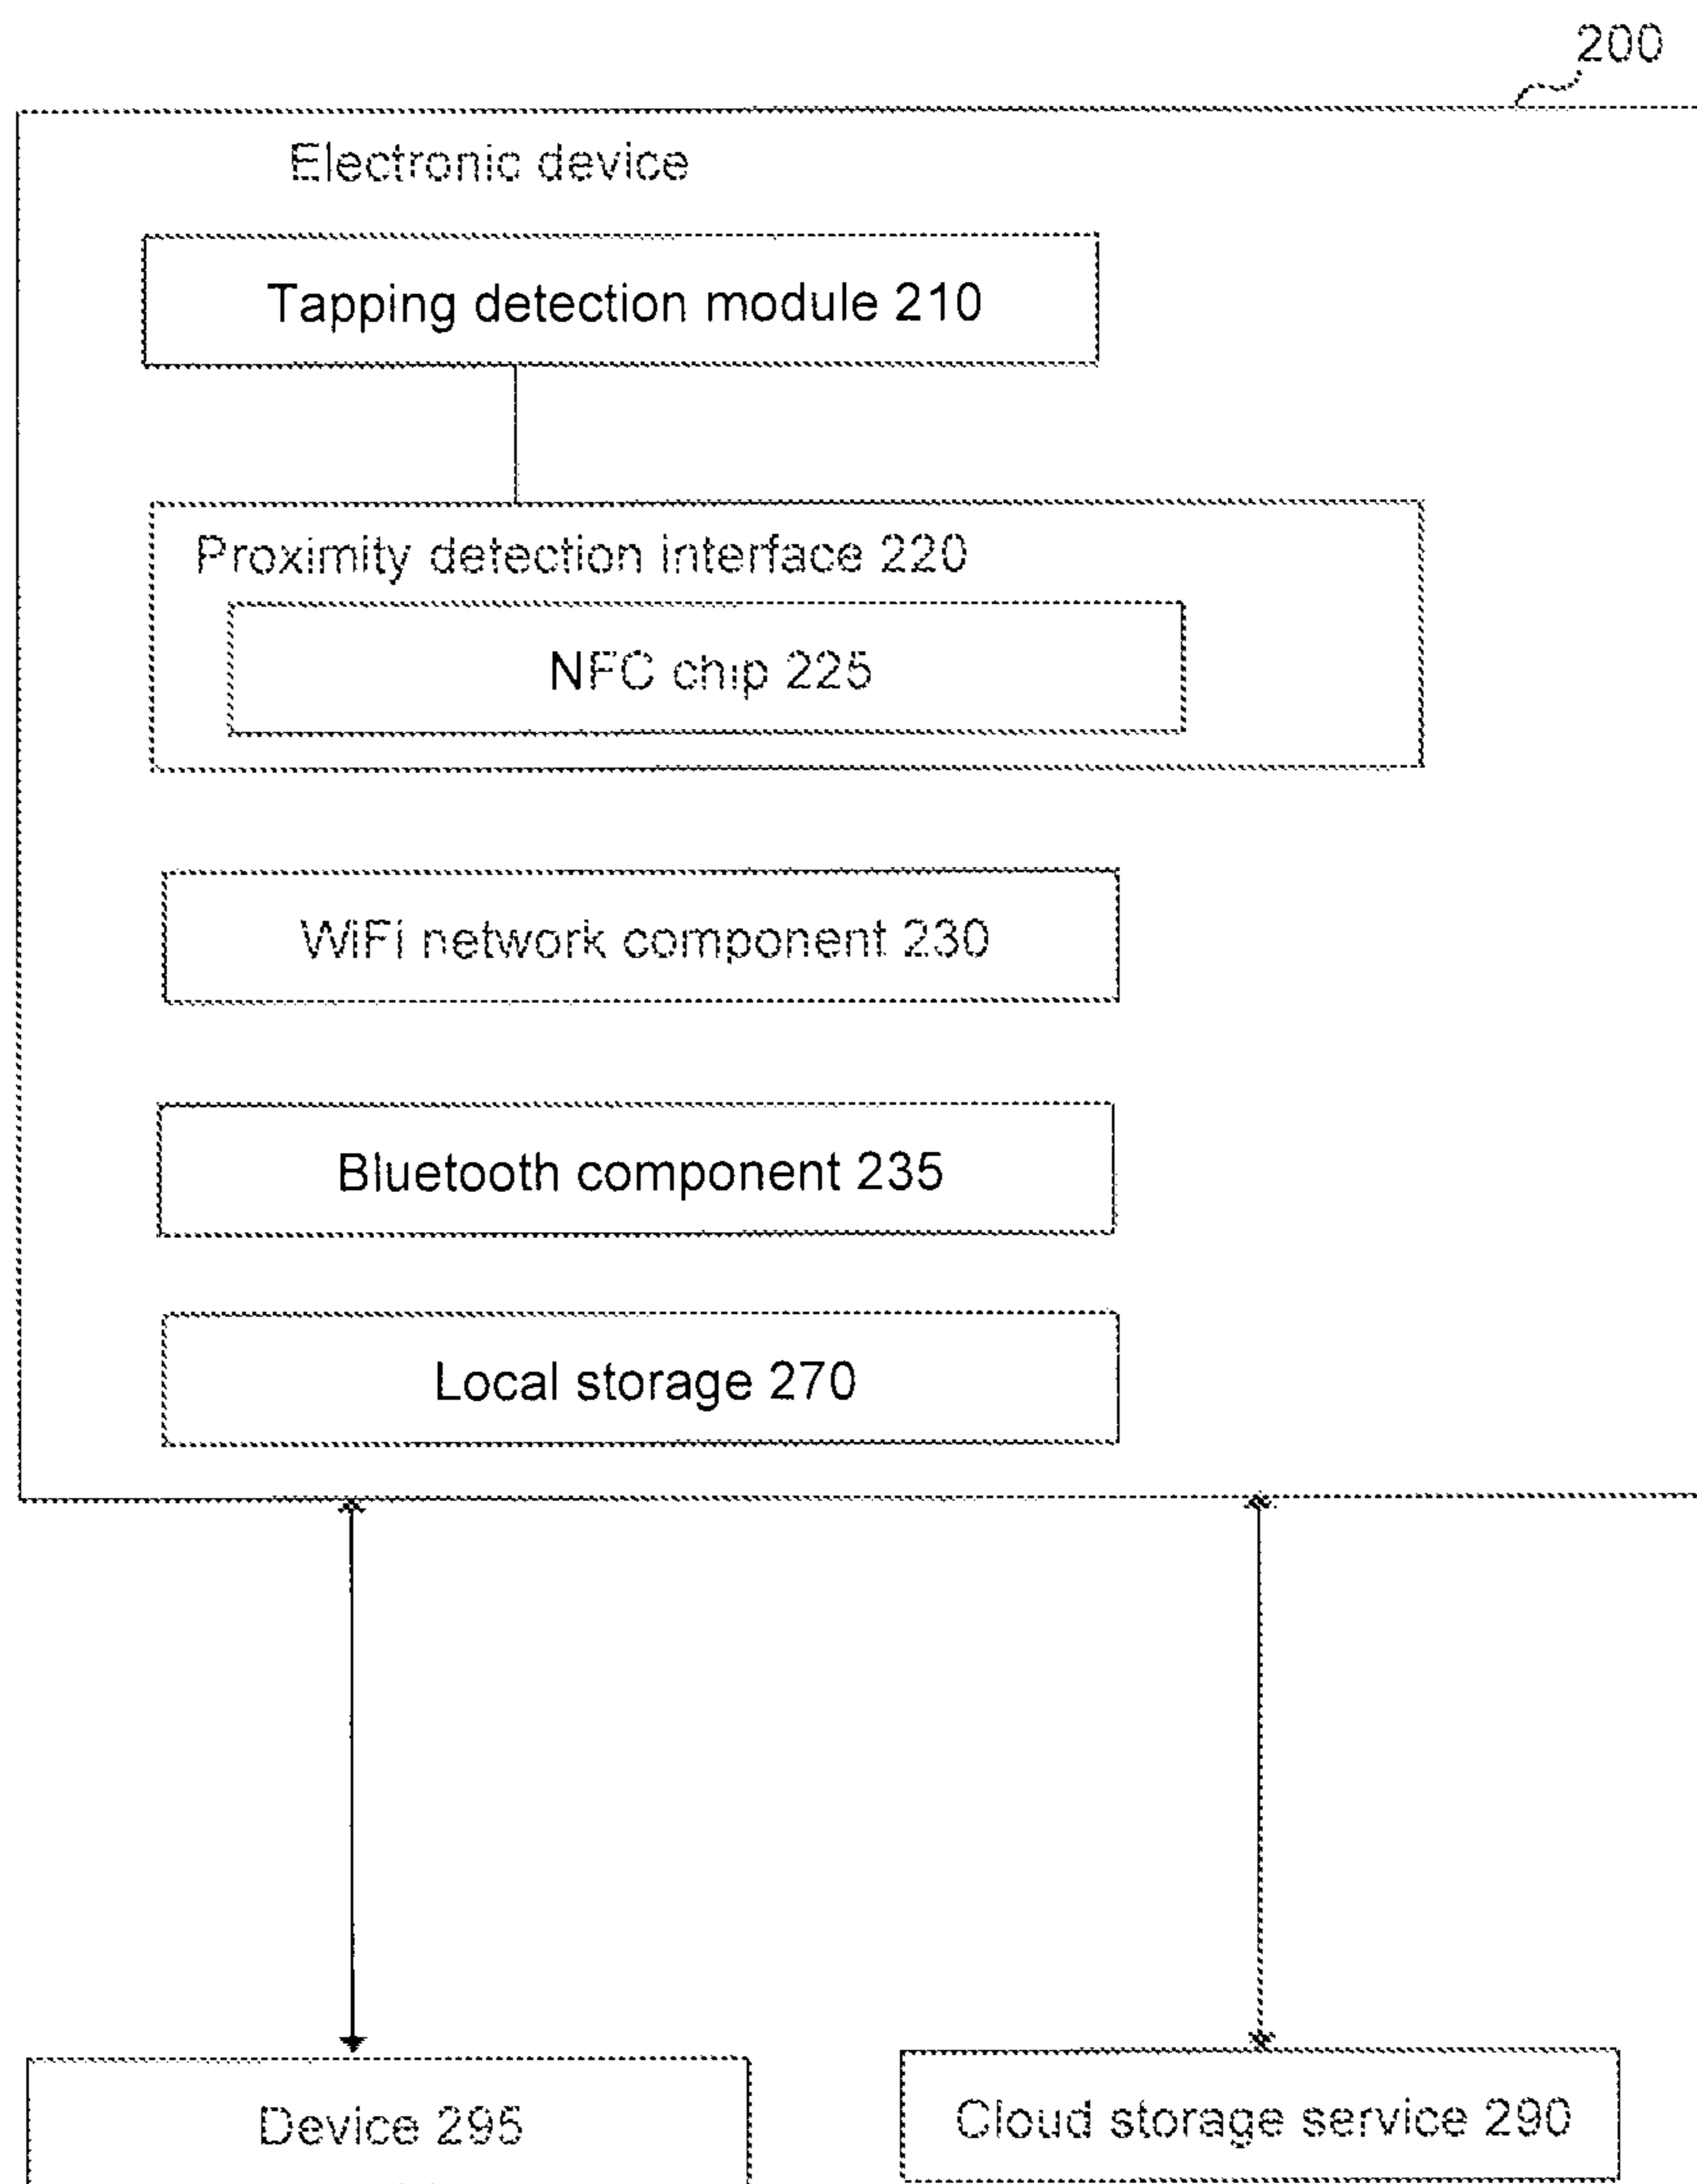 200
Electronic device
Tapping detection module 210
Proximity detection interface 220
NFC chip 225
WiFi network component 230
Bluetooth component 235
Local storage 270
Device 295
Cloud storage service 290